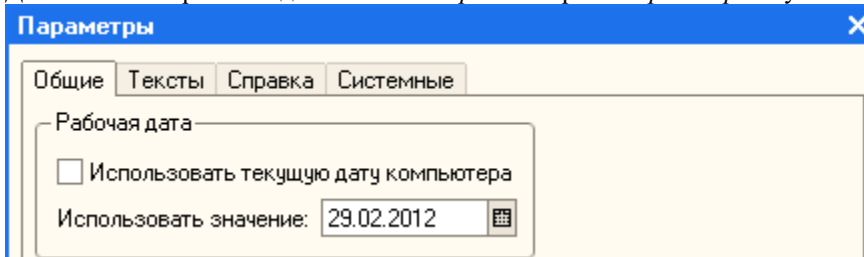 Параметры
Общие Тексты Справка Системные
Рабочая дата
Использовать текущую дату компьютера
Использовать значение: 29.02.2012